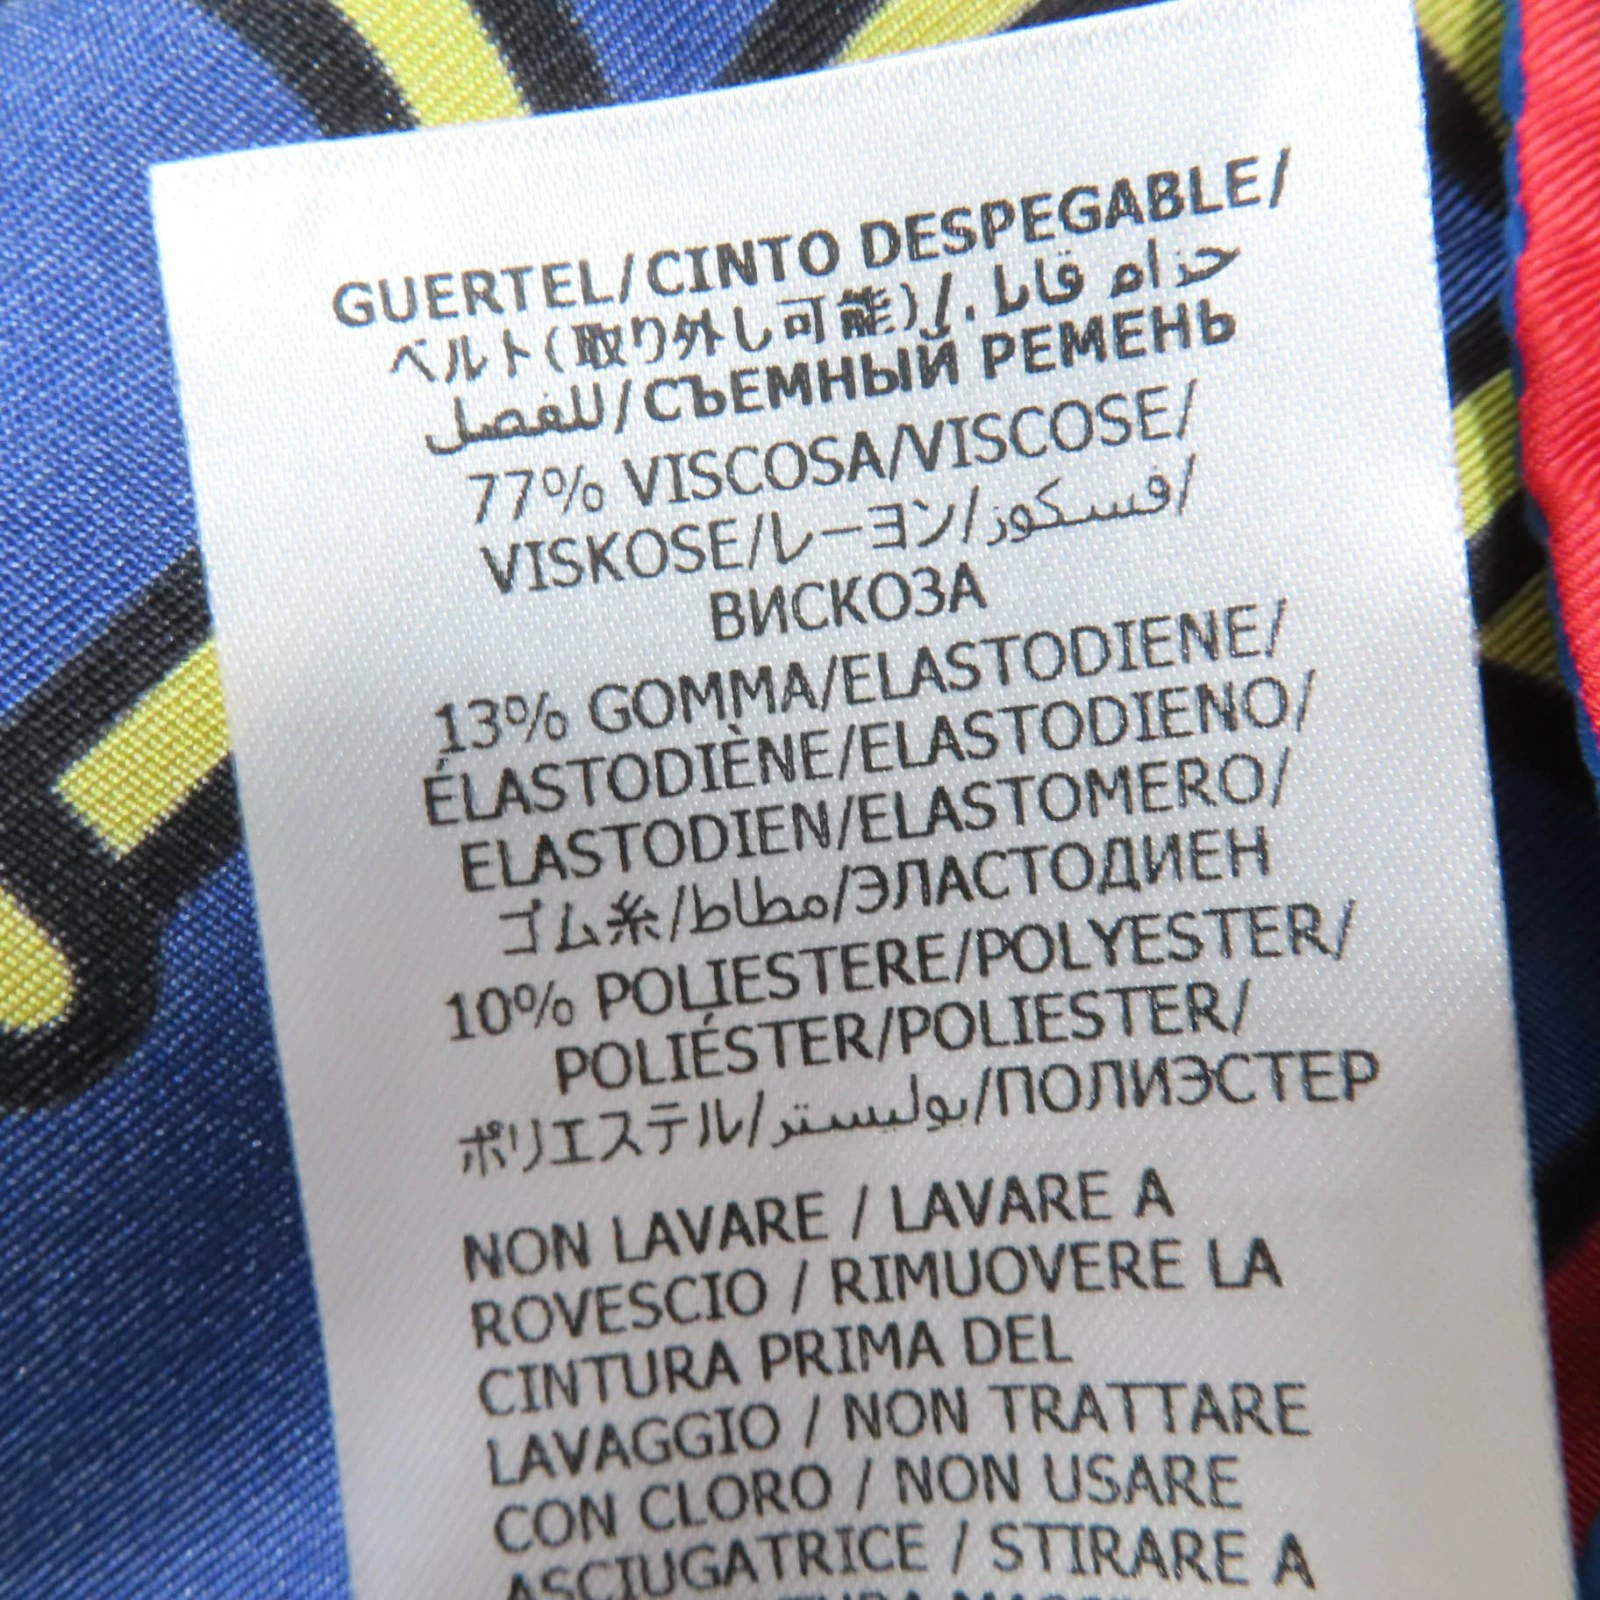 GUERTEL/CINTO DESPEGABLE/
ベルト(取り外し可能)/حزام قابل
للفصل/СЪЕМНЫЙ РЕМЕНЬ
77% VISCOSA/VISCOSE/
VISKOSE/レーヨン/فسكوز/
ВИСКОЗА
13% GOMMA/ELASTODIENE/
ÉLASTODIÈNE/ELASTODIENO/
ELASTODIEN/ELASTOMERO/
ゴム糸/مطاط/ЭЛАСТОДИЕН
10% POLIESTERE/POLYESTER/
POLIÉSTER/POLIESTER/
ポリエステル/بوليستر/ПОЛИЭСТЕР
NON LAVARE / LAVARE A
ROVESCIO / RIMUOVERE LA
CINTURA PRIMA DEL
LAVAGGIO / NON TRATTARE
CON CLORO / NON USARE
ASCIUGATRICE / STIRARE A